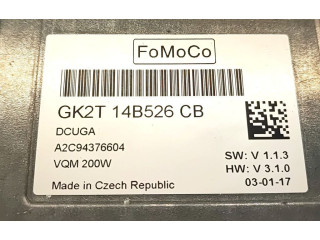 FoMoCo
GK2T 14B526 CB
DCUGA
A2C94376604
VQM 200W
SW: V 1.1.3
HW: V 3.1.0
Made in Czech Republic
03-01-17